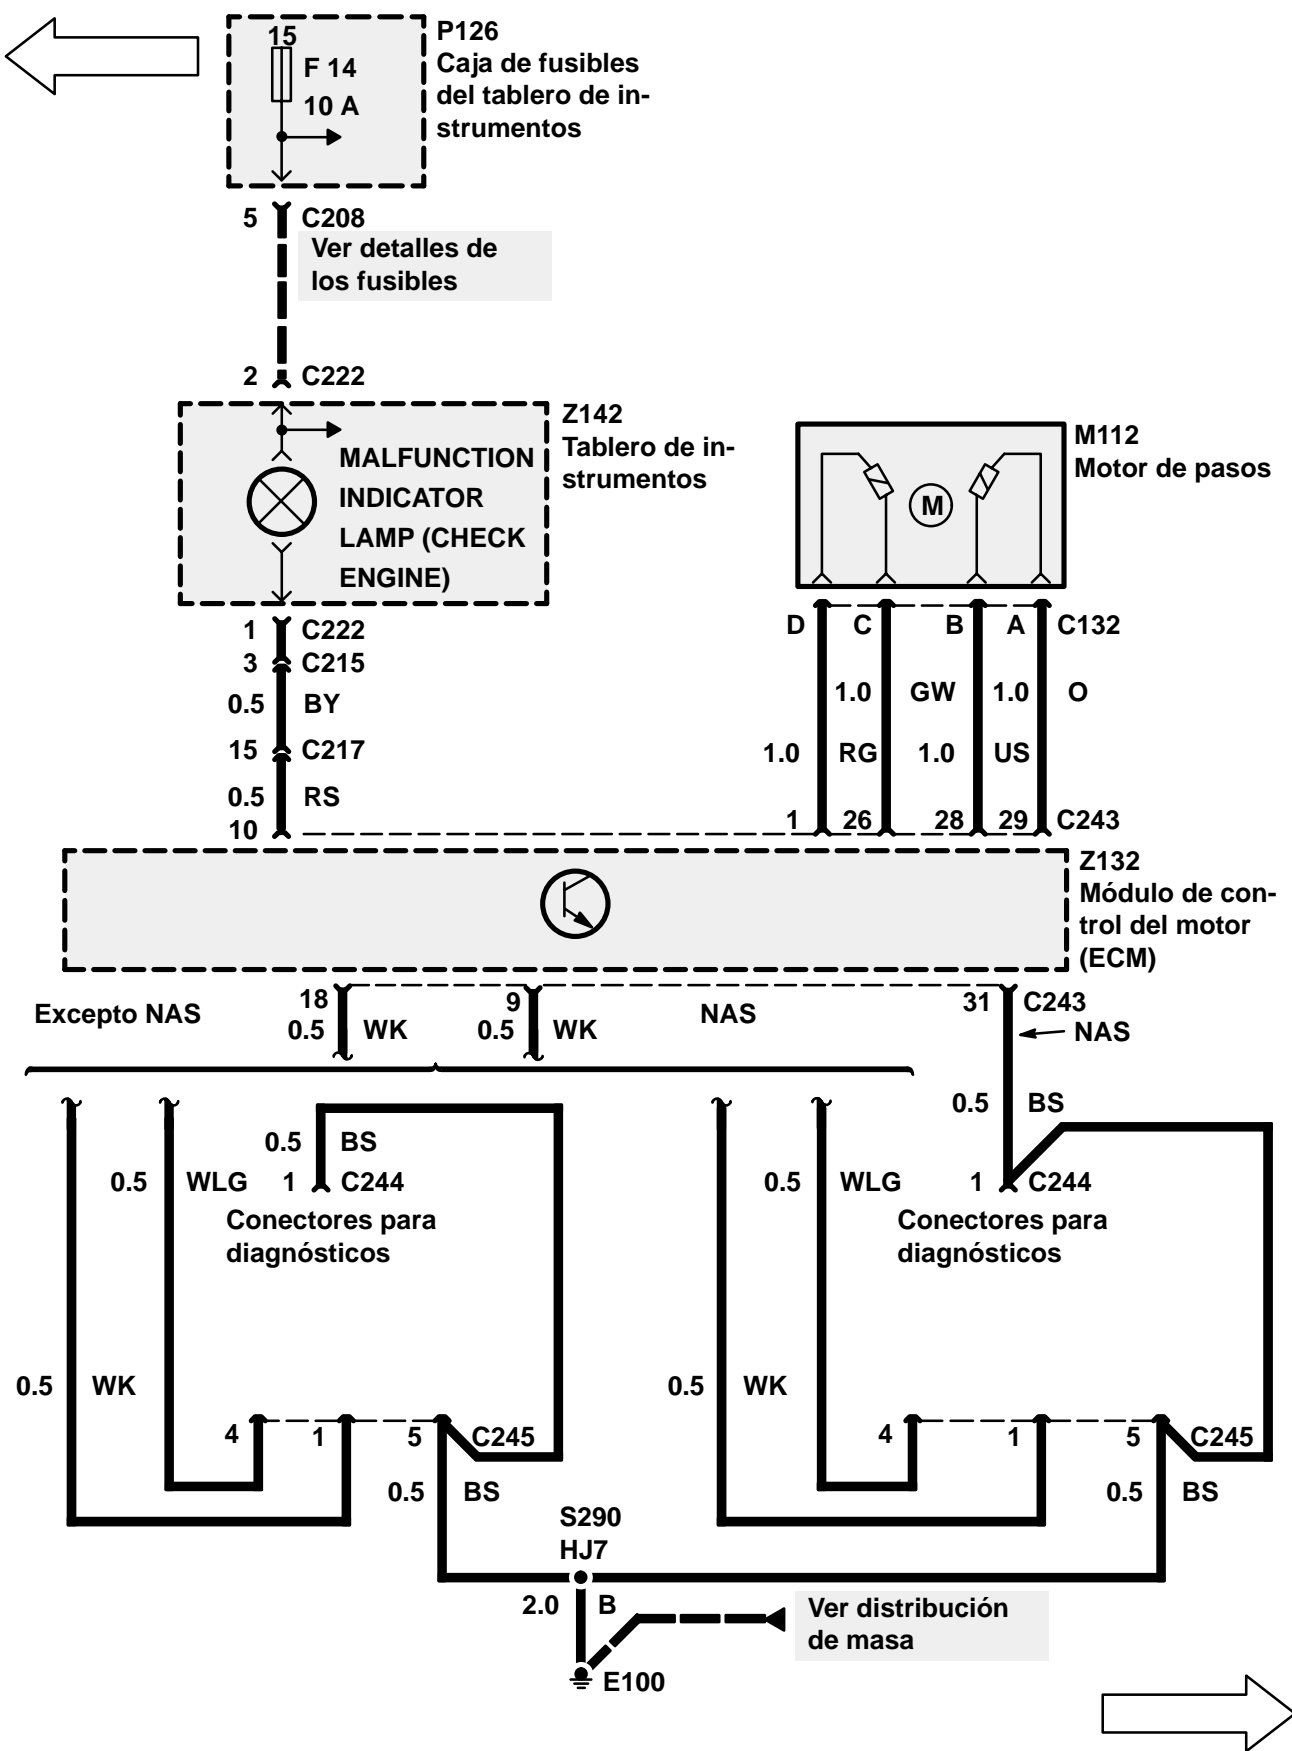 15
F 14
10 A
P126
Caja de fusibles
del tablero de in-
strumentos
5 C208
Ver detalles de
los fusibles
2 C222
Z142
Tablero de in-
strumentos
MALFUNCTION
INDICATOR
LAMP (CHECK
ENGINE)
M112
Motor de pasos
M
1 C222
3 C215
0.5 BY
15 C217
0.5 RS
10
D C B A C132
1.0 GW 1.0 O
1.0 RG 1.0 US
1 26 28 29 C243
Z132
Módulo de con-
trol del motor
(ECM)
Excepto NAS
18 9 31 C243
0.5 WK 0.5 WK
NAS
NAS
0.5 BS
0.5 BS
0.5 WLG 1 C244
Conectores para
diagnósticos
0.5 WLG 1 C244
Conectores para
diagnósticos
0.5 WK
0.5 WK
4 1 5 C245
0.5 BS
4 1 5 C245
0.5 BS
S290
HJ7
2.0 B
Ver distribución
de masa
E100